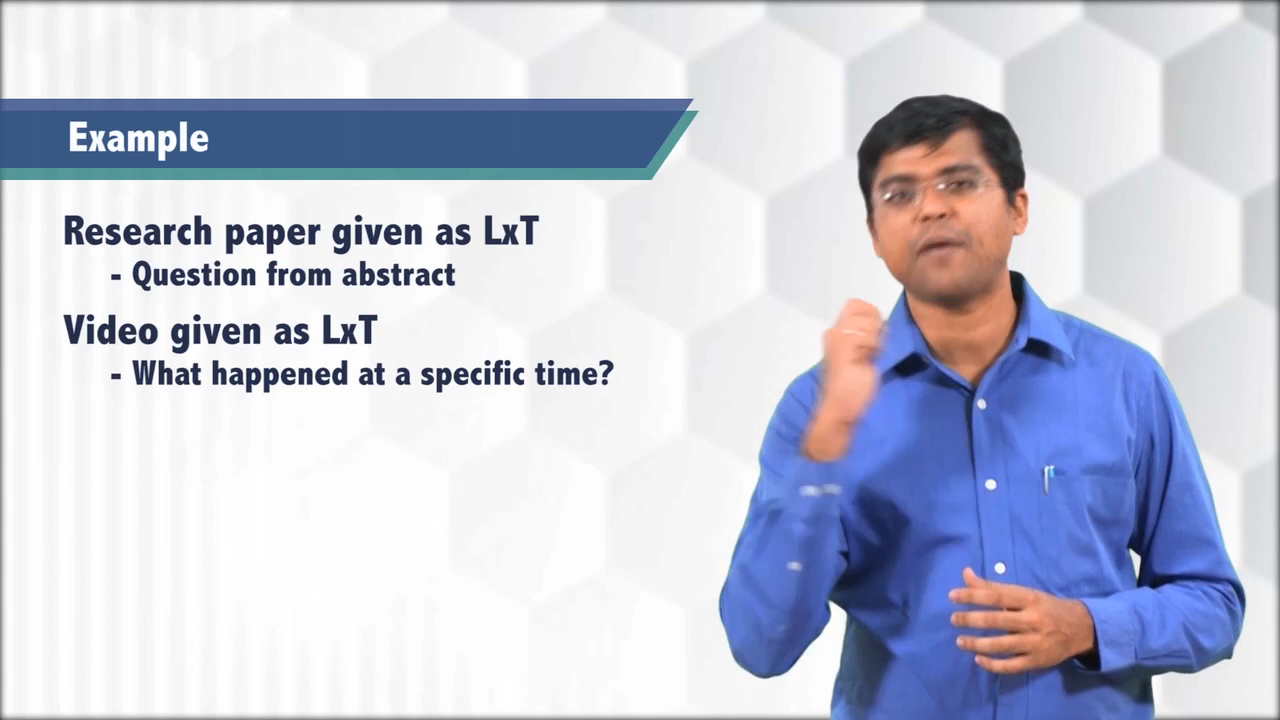 Example
Research paper given as LxT
- Question from abstract
Video given as LxT
- What happened at a specific time?